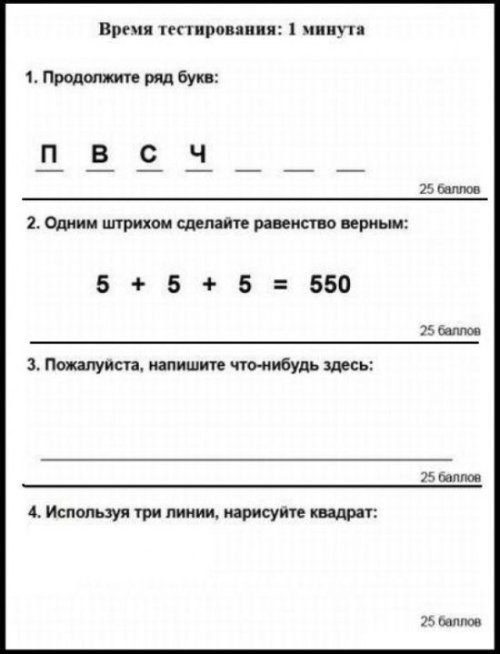 Время тестирования: 1 минута
1. Продолжите ряд букв:
П В С Ч _ _ _
25 баллов
2. Одним штрихом сделайте равенство верным:
5 + 5 + 5 = 550
25 баллов
3. Пожалуйста, напишите что-нибудь здесь:
25 баллов
4. Используя три линии, нарисуйте квадрат:
25 баллов